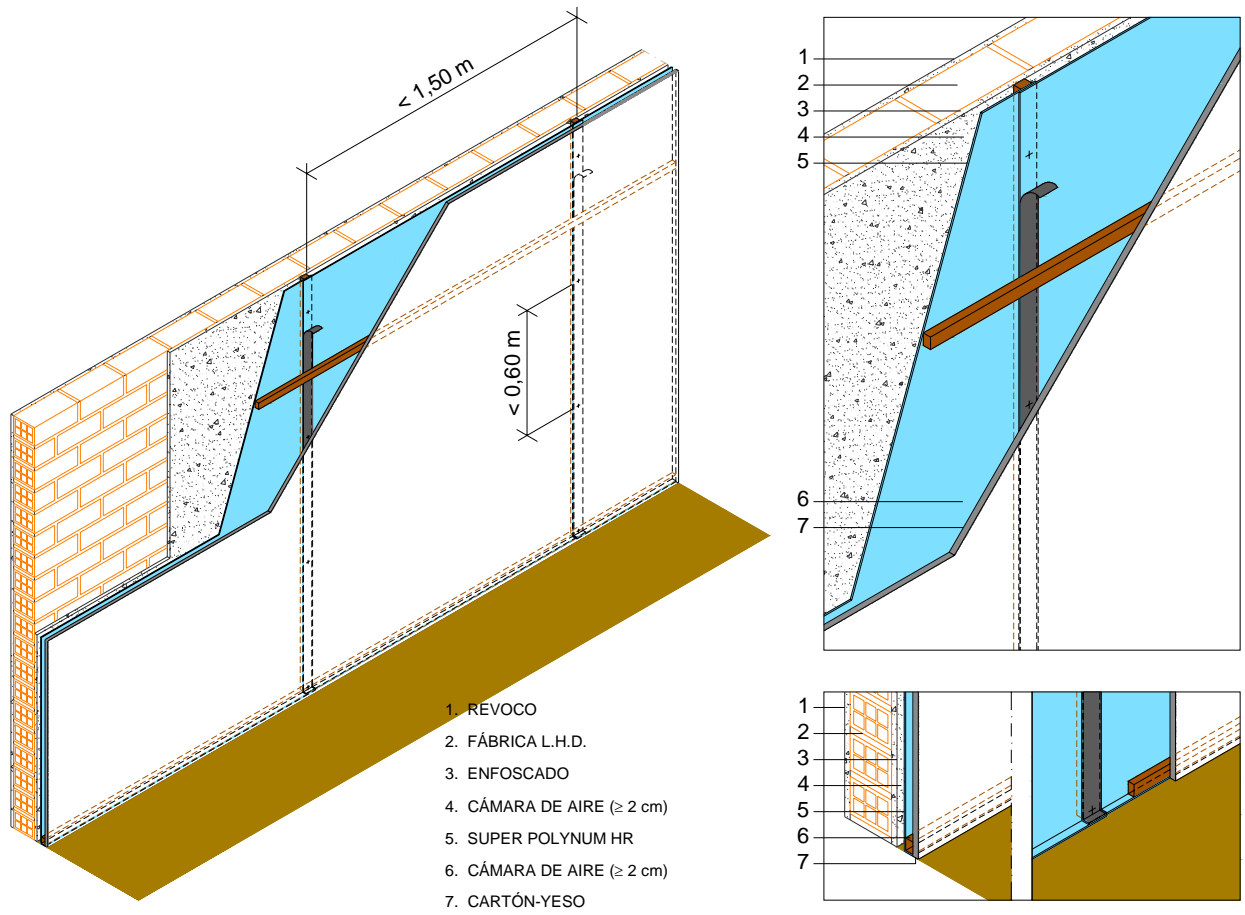 < 1,50 m
< 0,60 m
1. REVOCO
2. FÁBRICA L.H.D.
3. ENFOSCADO
4. CÁMARA DE AIRE (≥ 2 cm)
5. SUPER POLYNUM HR
6. CÁMARA DE AIRE (≥ 2 cm)
7. CARTÓN-YESO
1
2
3
4
5
6
7
1
2
3
4
5
6
7